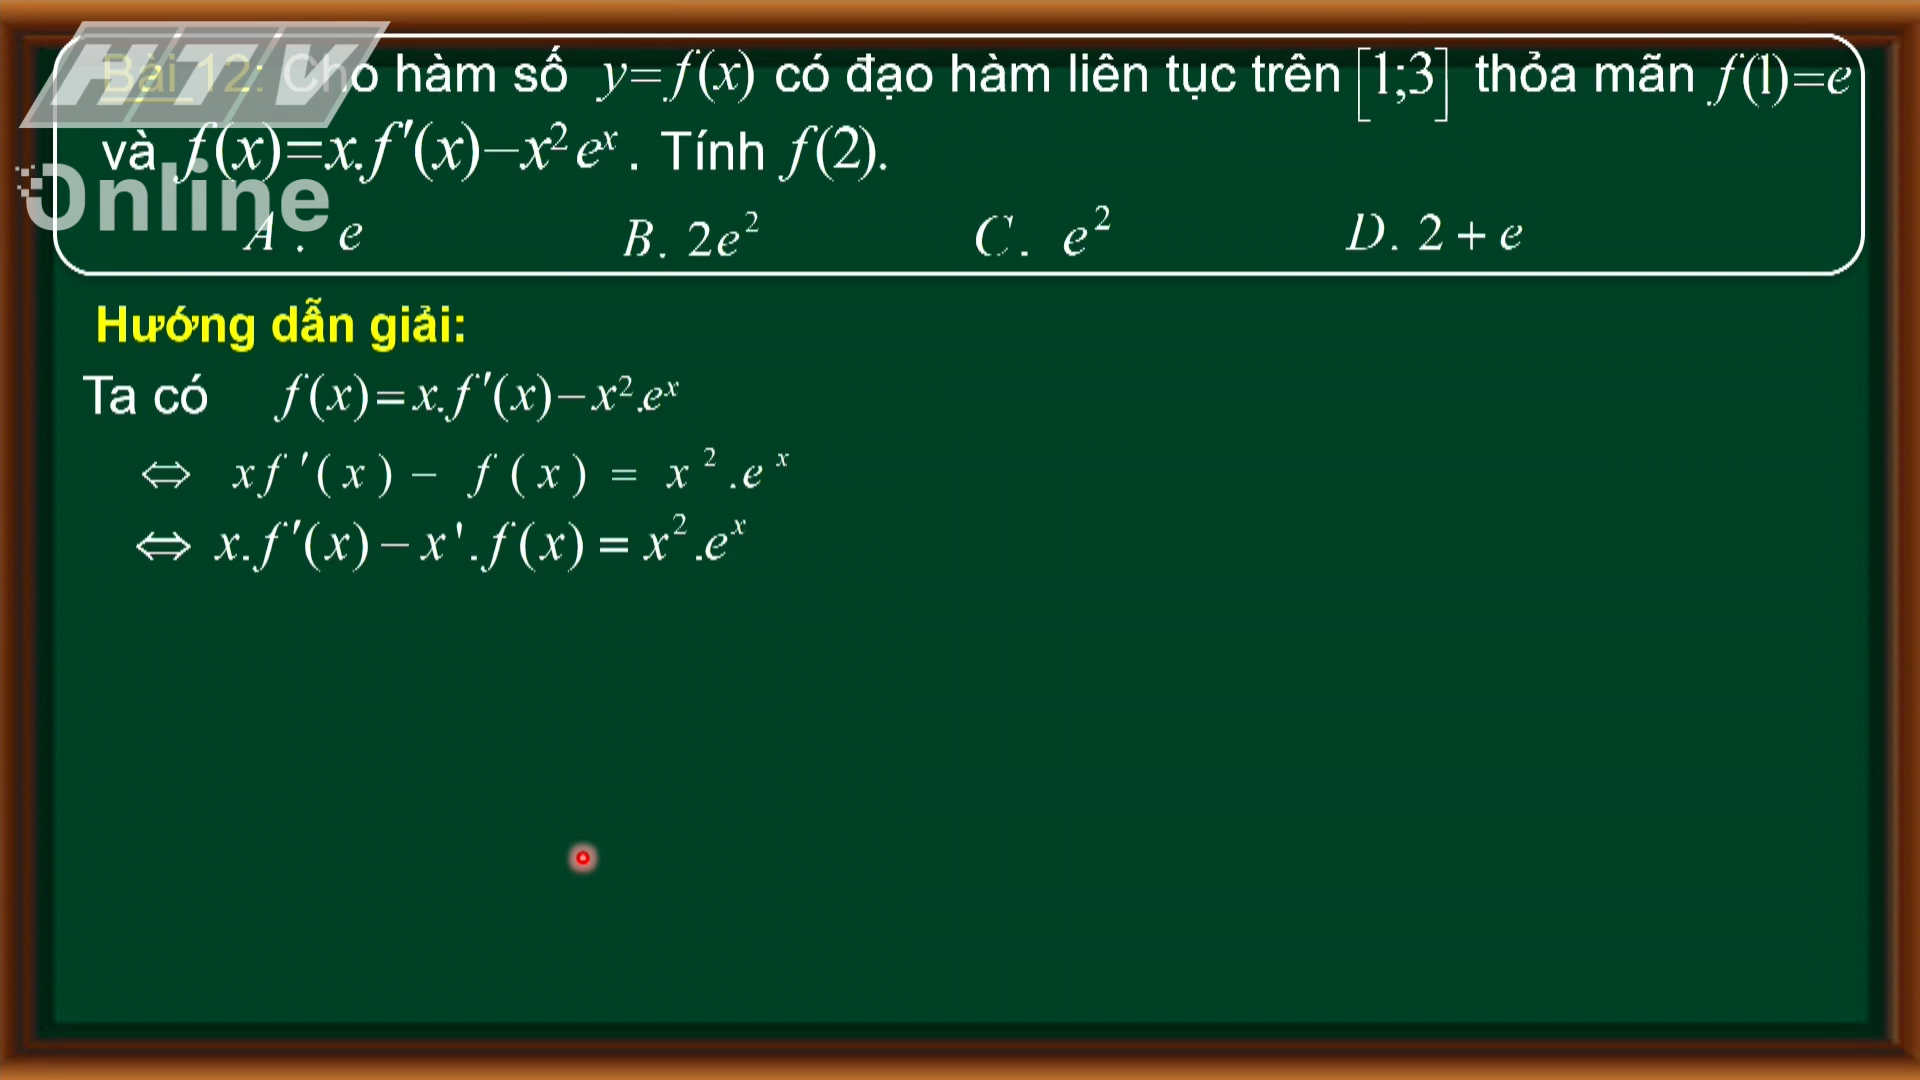 HTV
Online
Bài 12: Cho hàm số y=f(x) có đạo hàm liên tục trên [1;3] thỏa mãn f(1)=e
và f(x)=x.f'(x)−x²eˣ. Tính f(2).
A. e B. 2e² C. e² D. 2+e
Hướng dẫn giải:
Ta có f(x)=x.f'(x)−x².eˣ
⇔ xf'(x)− f(x) = x².eˣ
⇔ x.f'(x)−x'.f(x) = x².eˣ